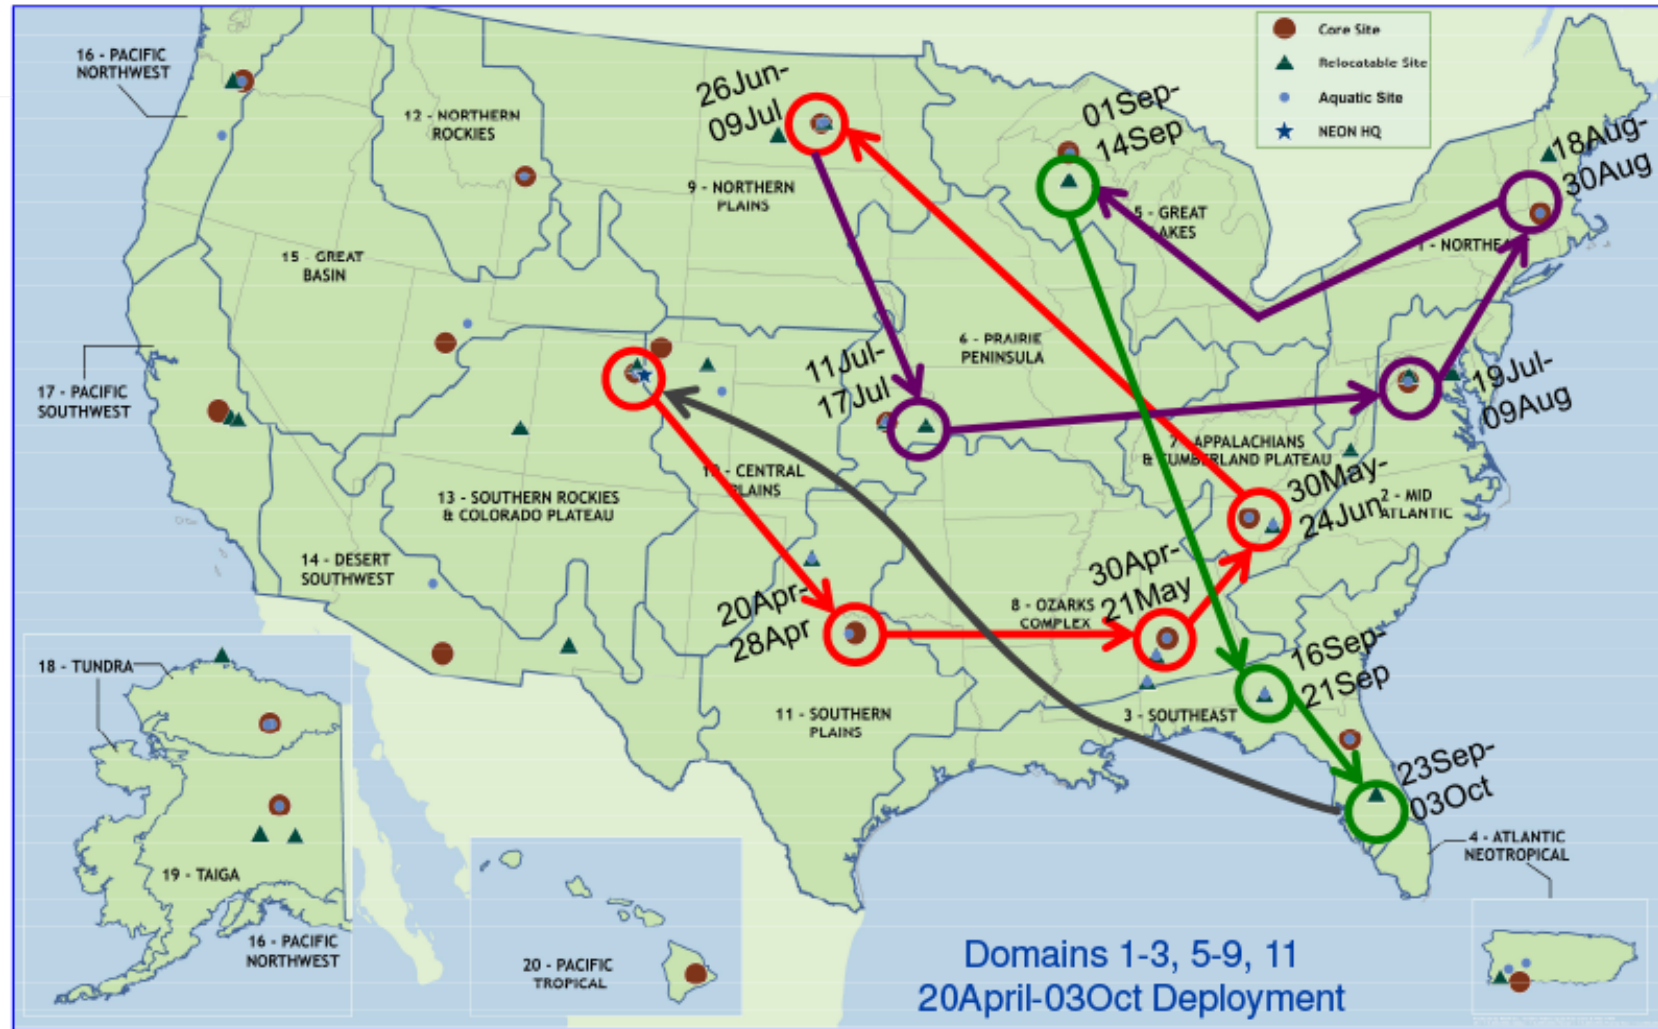 Core Site
Relocatable Site
Aquatic Site
NEON HQ
16 - PACIFIC
NORTHWEST
12 - NORTHERN
ROCKIES
26Jun-
09Jul
01Sep-
14Sep
18Aug-
30Aug
9 - NORTHERN
PLAINS
5 - GREAT
LAKES
1 - NORTHEAST
15 - GREAT
BASIN
6 - PRAIRIE
PENINSULA
11Jul-
17Jul
19Jul-
09Aug
17 - PACIFIC
SOUTHWEST
7 - APPALACHIANS
& CUMBERLAND PLATEAU
10 - CENTRAL
PLAINS
13 - SOUTHERN ROCKIES
& COLORADO PLATEAU
30May-
24Jun
2 - MID
ATLANTIC
14 - DESERT
SOUTHWEST
30Apr-
21May
20Apr-
28Apr
8 - OZARKS
COMPLEX
16Sep-
21Sep
18 - TUNDRA
11 - SOUTHERN
PLAINS
3 - SOUTHEAST
23Sep-
03Oct
4 - ATLANTIC
NEOTROPICAL
19 - TAIGA
16 - PACIFIC
NORTHWEST
20 - PACIFIC
TROPICAL
Domains 1-3, 5-9, 11
20April-03Oct Deployment